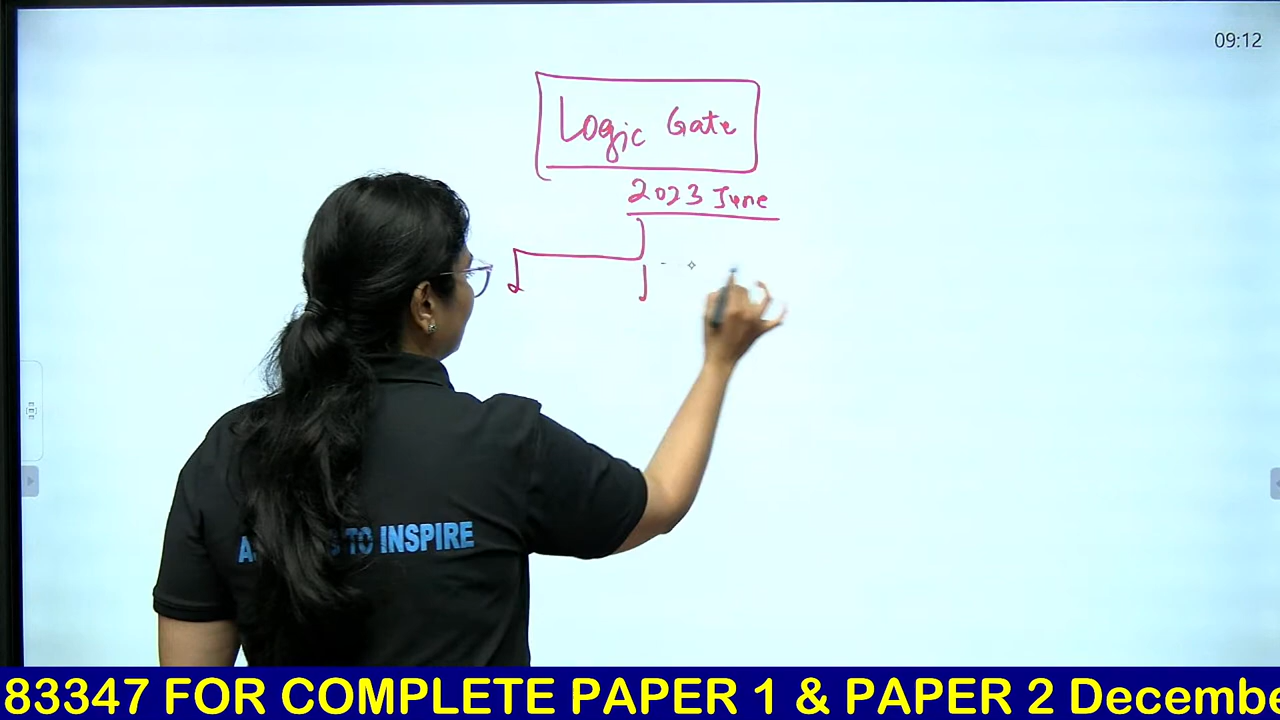 09:12
Logic Gate
2023 June
TO INSPIRE
83347 FOR COMPLETE PAPER 1 & PAPER 2 Decembe